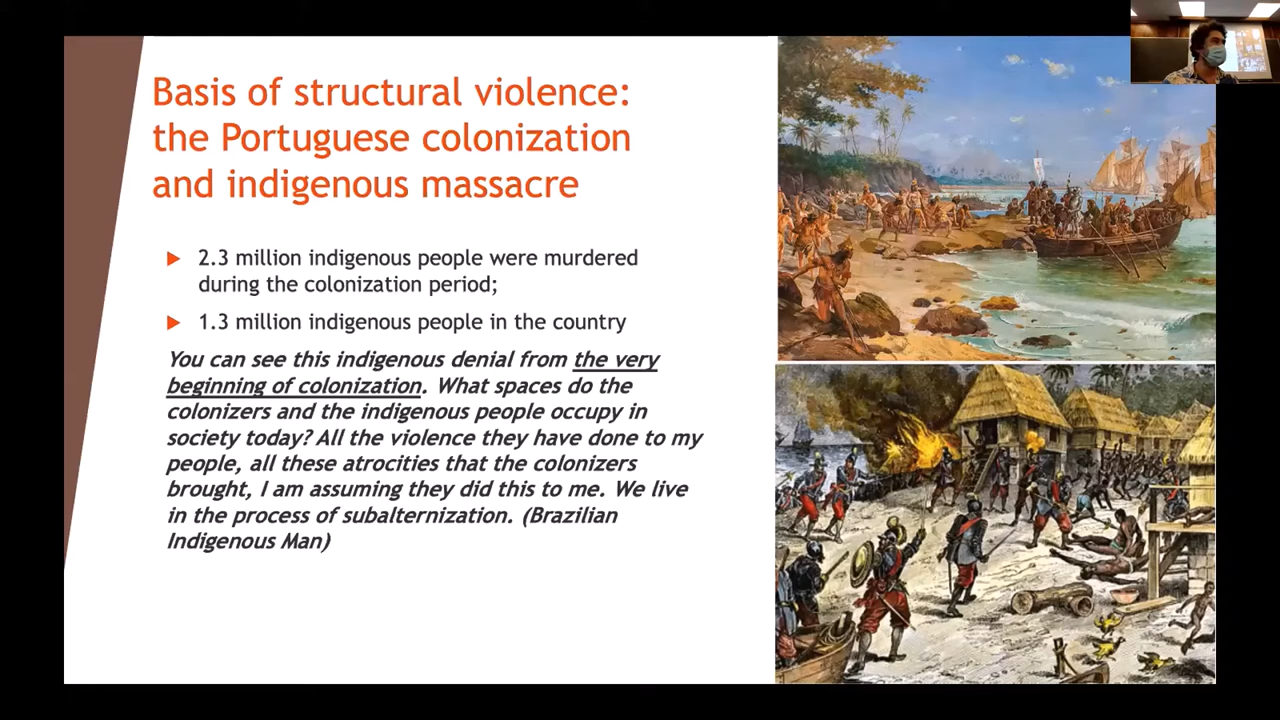 Basis of structural violence:
the Portuguese colonization
and indigenous massacre
2.3 million indigenous people were murdered
during the colonization period;
1.3 million indigenous people in the country
You can see this indigenous denial from the very
beginning of colonization. What spaces do the
colonizers and the indigenous people occupy in
society today? All the violence they have done to my
people, all these atrocities that the colonizers
brought, I am assuming they did this to me. We live
in the process of subalternization. (Brazilian
Indigenous Man)